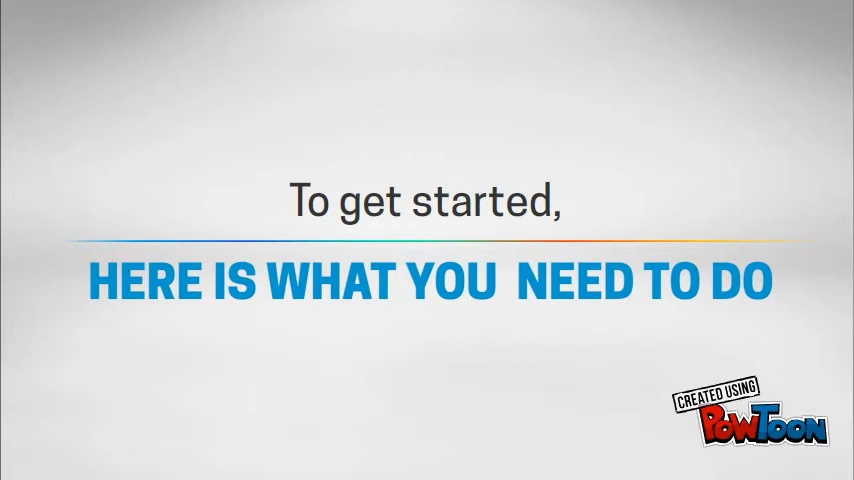 To get started,
HERE IS WHAT YOU NEED TO DO
CREATED USING
POWTOON